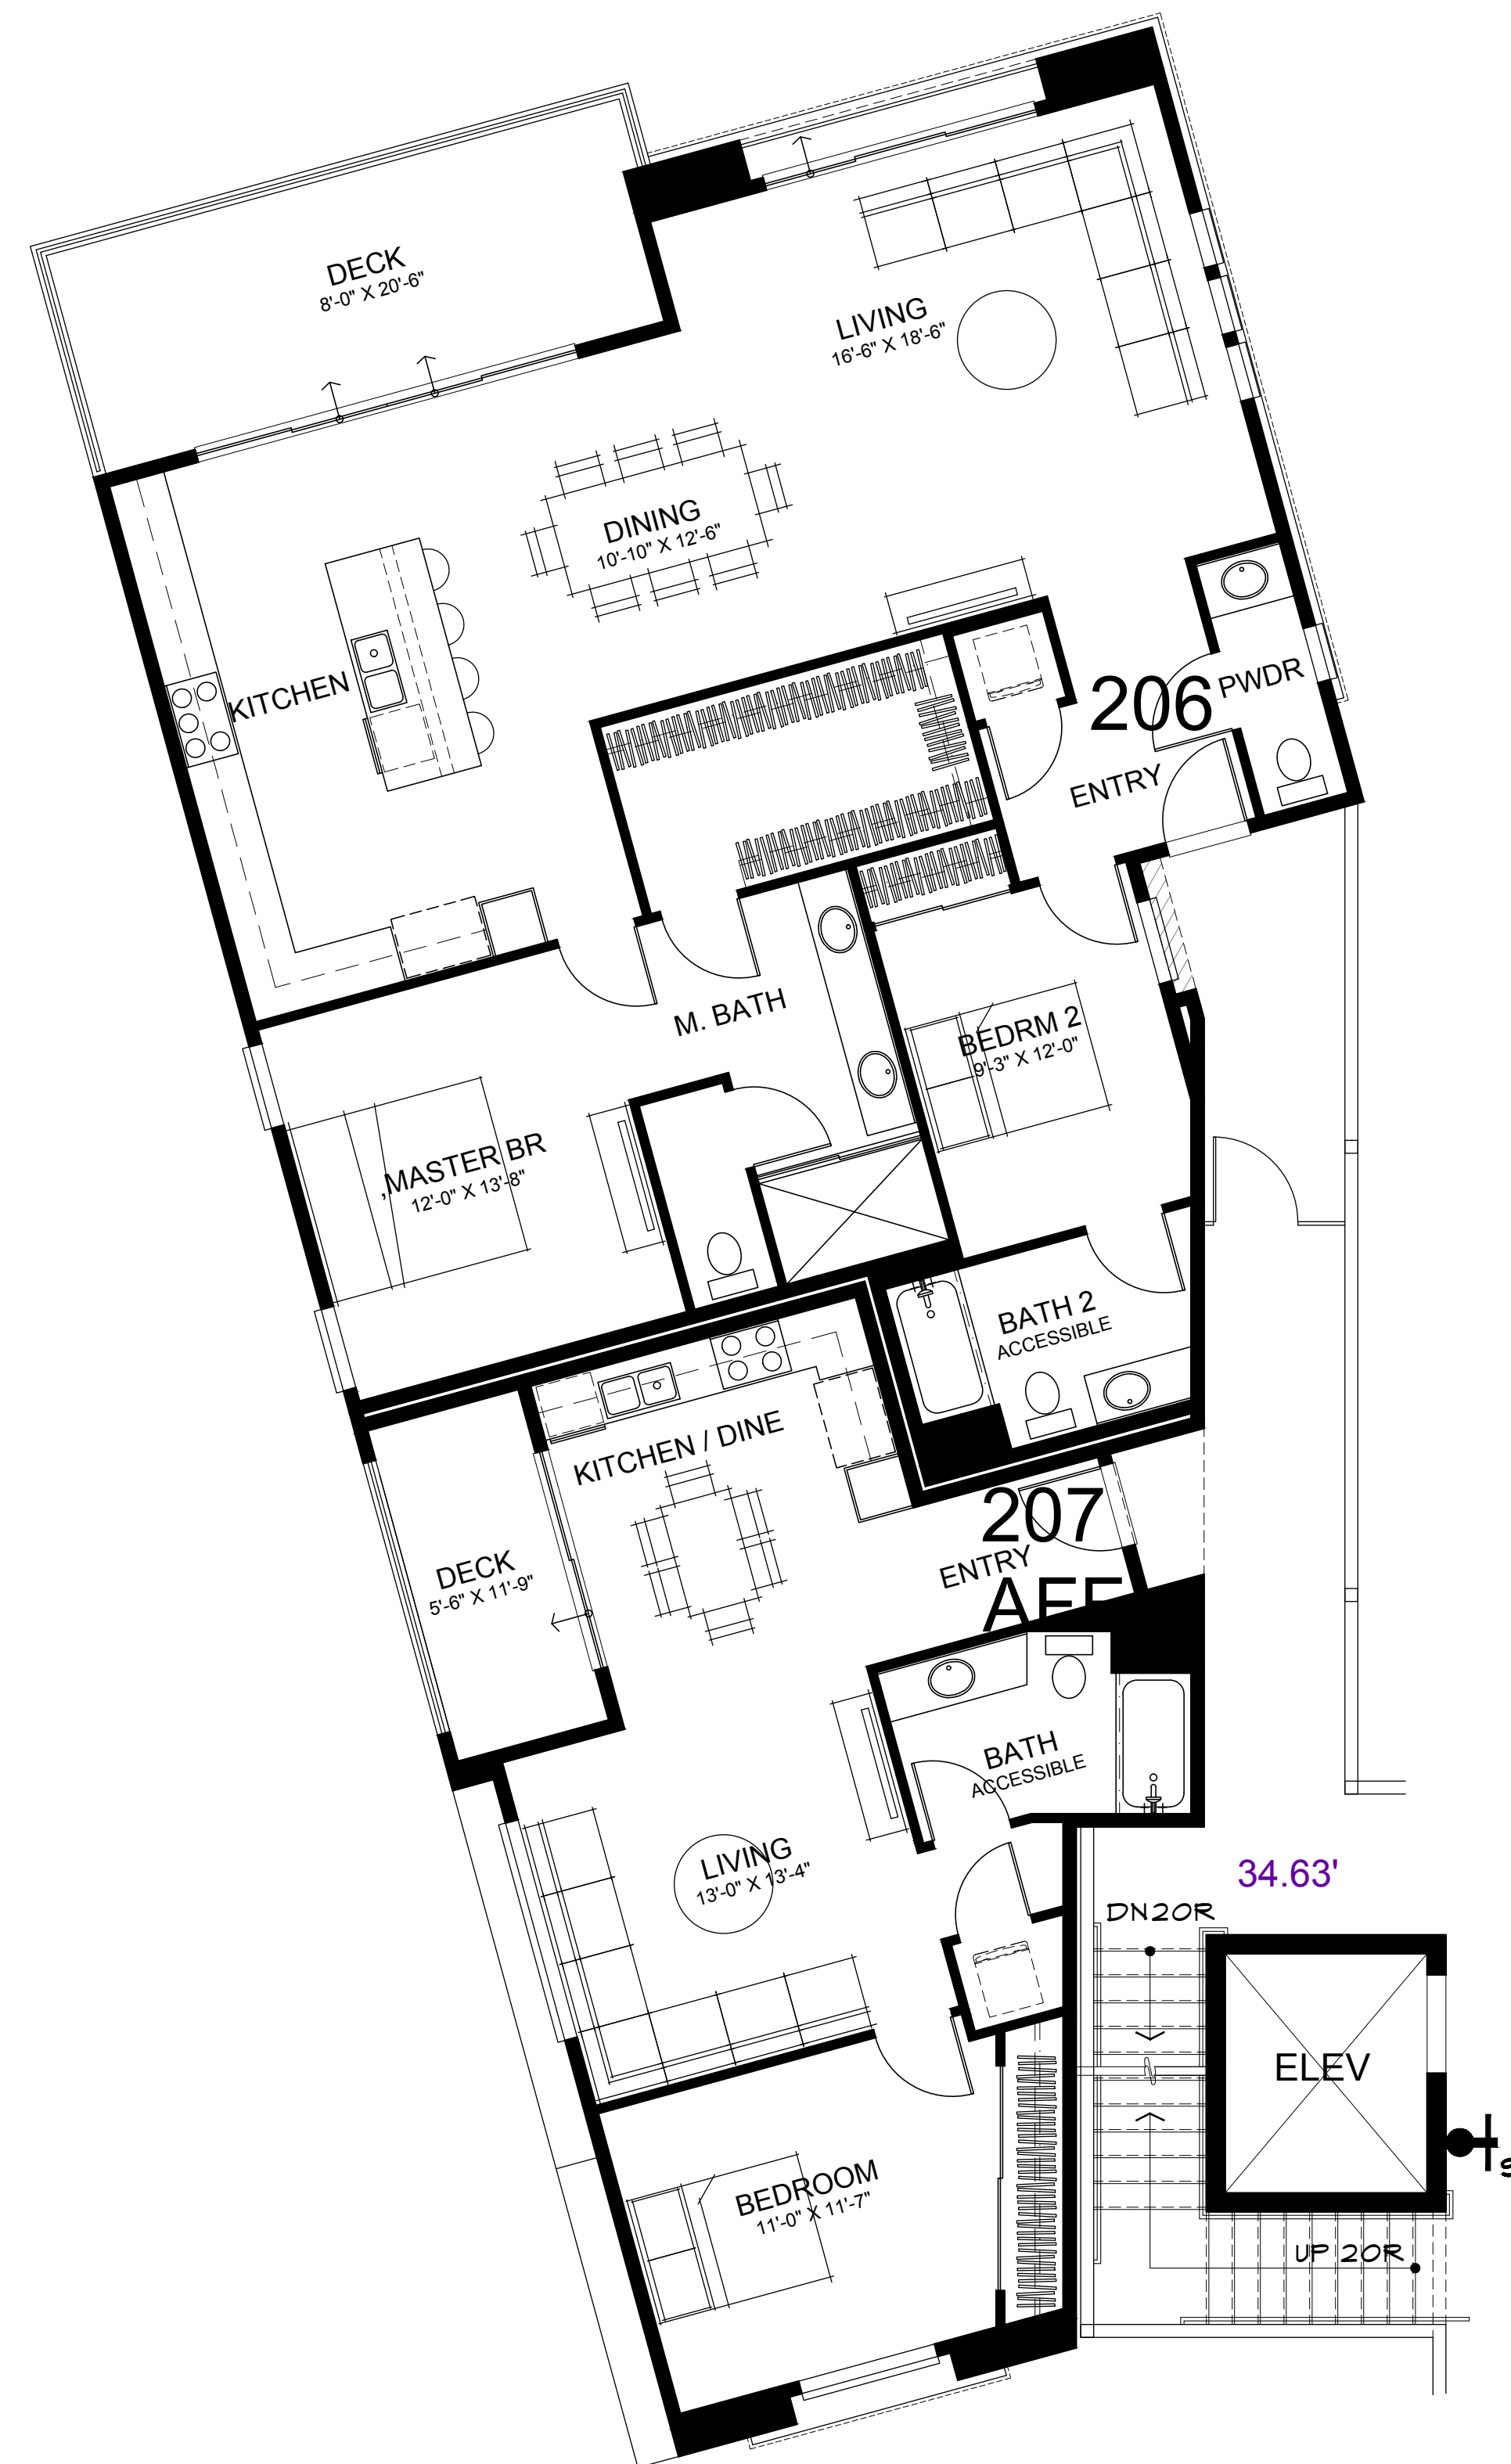 DECK
8'-0" X 20'-6"
LIVING
16'-6" X 18'-6"
DINING
10'-10" X 12'-6"
KITCHEN
206
PWDR
ENTRY
M. BATH
BEDRM 2
9'-3" X 12'-0"
,MASTER BR
12'-0" X 13'-8"
BATH 2
ACCESSIBLE
KITCHEN / DINE
207
ENTRY
DECK
5'-6" X 11'-9"
BATH
ACCESSIBLE
LIVING
13'-0" X 13'-4"
34.63'
DN20R
ELEV
BEDROOM
11'-0" X 11'-7"
UP 20R